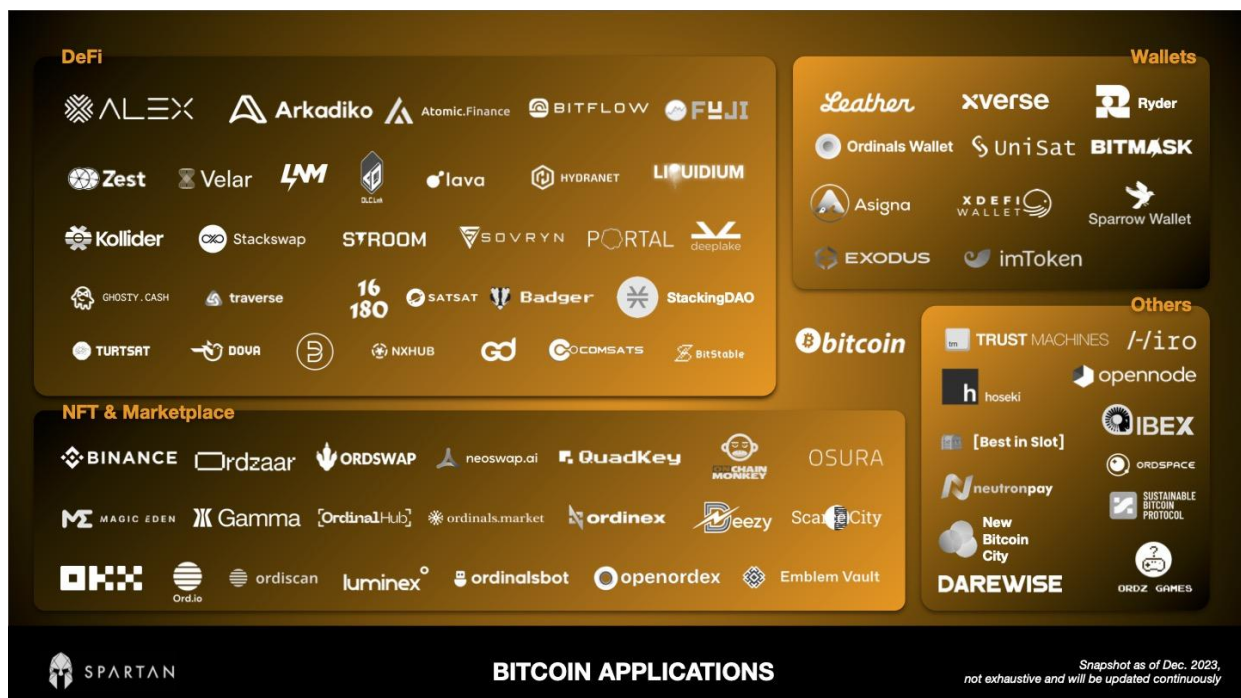 DeFi
ALEX
Arkadiko
Atomic.Finance
BITFLOW
FUJI
Zest
Velar
LNM
DLC.Link
lava
HYDRANET
LIQUIDIUM
Kollider
Stackswap
STROOM
SOVRYN
PORTAL
deeplake
GHOSTY.CASH
traverse
16
180
SATSAT
Badger
StackingDAO
TURTSAT
DOVA
B
NXHUB
GD
COCOMSATS
BitStable
Wallets
Leather
xverse
Ryder
Ordinals Wallet
UniSat
BITMASK
Asigna
XDEFI
WALLET
Sparrow Wallet
EXODUS
imToken
bitcoin
NFT & Marketplace
BINANCE
Ordzaar
ORDSWAP
neoswap.ai
QuadKey
CHAIN
MONKEY
OSURA
MAGIC EDEN
Gamma
[OrdinalHub]
ordinals.market
ordinex
Deezy
Scarce City
OKX
Ord.io
ordiscan
luminex
ordinalsbot
openordex
Emblem Vault
Others
tm
TRUST MACHINES
/-/iro
h
hoseki
opennode
IBEX
[Best in Slot]
ORDSPACE
neutronpay
SUSTAINABLE
BITCOIN
PROTOCOL
New
Bitcoin
City
DAREWISE
?
ORDZ GAMES
SPARTAN
BITCOIN APPLICATIONS
Snapshot as of Dec. 2023,
not exhaustive and will be updated continuously